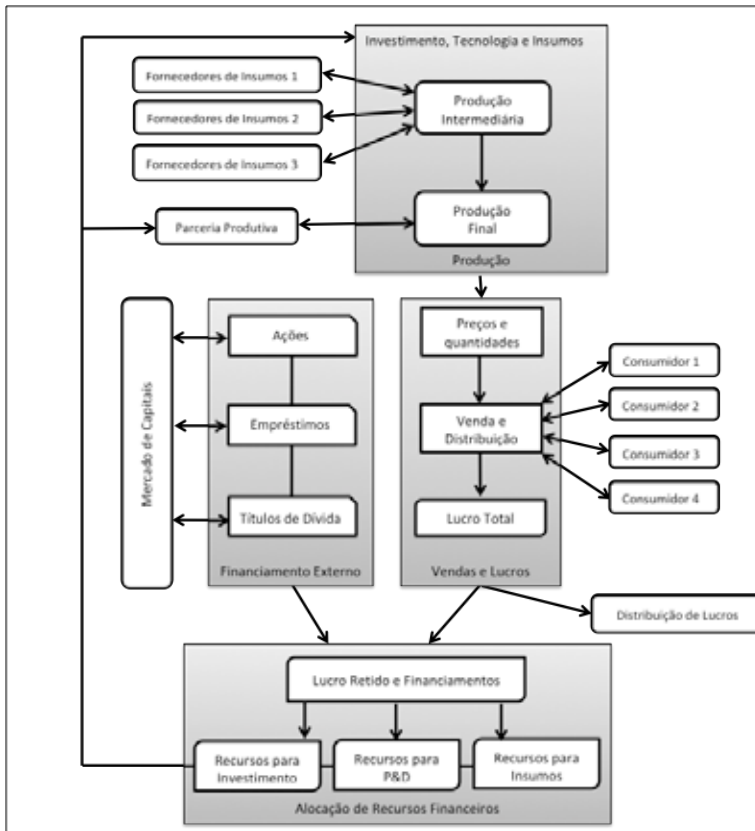 Investimento, Tecnologia e Insumos
Fornecedores de Insumos 1
Fornecedores de Insumos 2
Fornecedores de Insumos 3
Produção
Intermediária
Parceria Produtiva
Produção
Final
Produção
Mercado de Capitais
Ações
Empréstimos
Títulos de Dívida
Financiamento Externo
Preços e
quantidades
Venda e
Distribuição
Lucro Total
Vendas e Lucros
Consumidor 1
Consumidor 2
Consumidor 3
Consumidor 4
Distribuição de Lucros
Lucro Retido e Financiamentos
Recursos para
Investimento
Recursos para
P&D
Recursos para
Insumos
Alocação de Recursos Financeiros